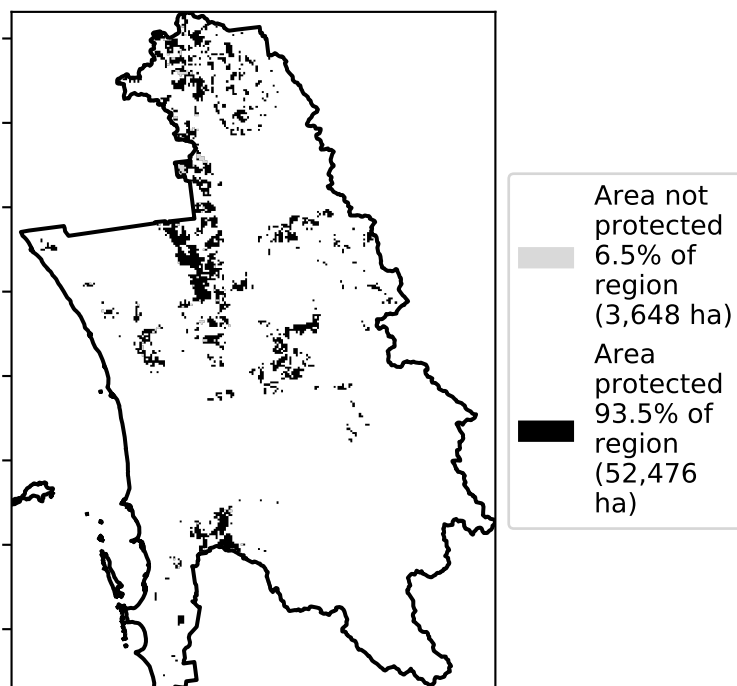 Area not
protected
6.5% of
region
(3,648 ha)
Area
protected
93.5% of
region
(52,476
ha)